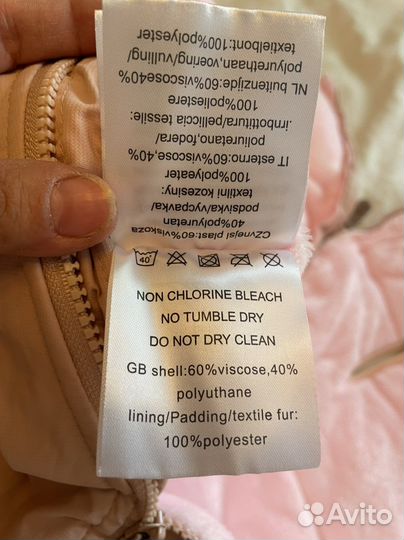 CZvnejsi plast:60%viskoza
40%polyuretan
podsivka/vcpavka/
textilni kozesiny:
100%polyester
IT esterno:60%viscose,40%
poliuretano,fodera/
.irnbottitura/pelliccia tessile:
100%poliestere
NL buitenzijde:60%viscose40%
polyurethaan,voering/vulling/
textielbont:100%polyester
40°
NON CHLORINE BLEACH
NO TUMBLE DRY
DO NOT DRY CLEAN
GB shell:60%viscose,40%
polyuthane
lining/Padding/textile fur:
100%polyester
Avito